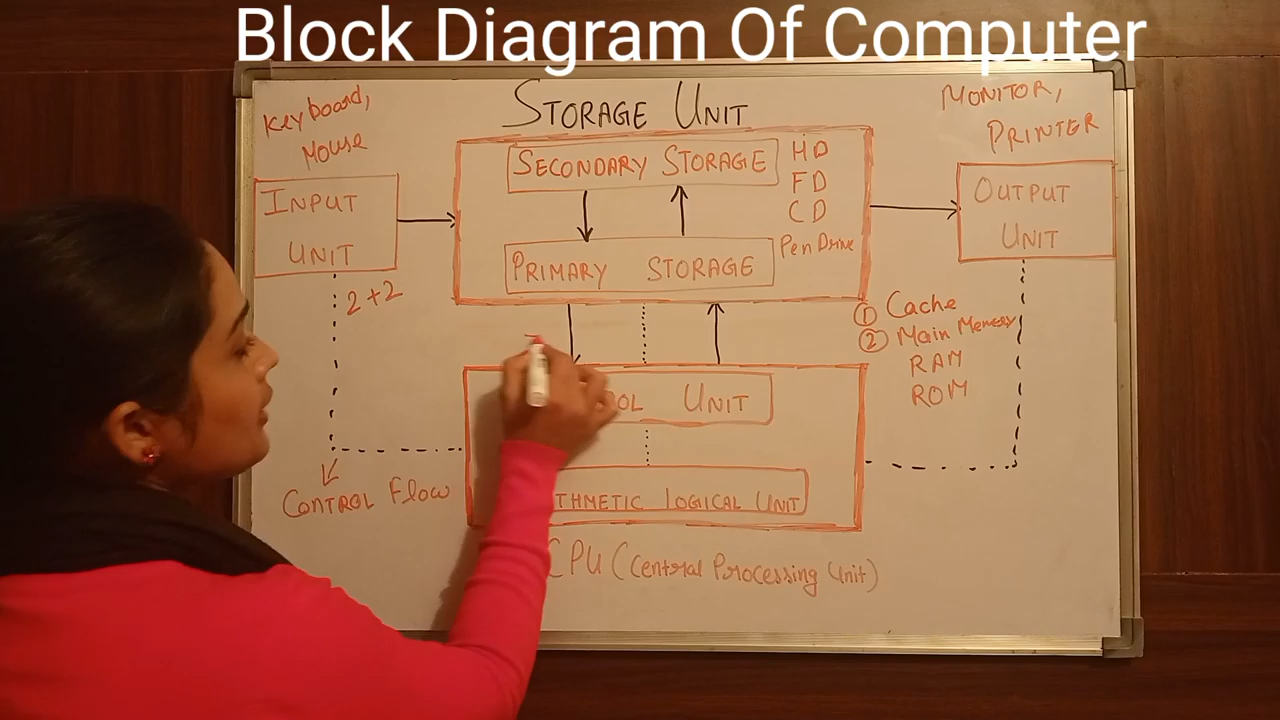 Block Diagram Of Computer
STORAGE UNIT
Keyboard,
Mouse
MONITOR,
PRINTER
INPUT
UNIT
SECONDARY STORAGE
HD
FD
CD
Pen Drive
PRIMARY STORAGE
OUTPUT
UNIT
2+2
① Cache
② Main Memory
RAM
ROM
UNIT
LOGICAL UNIT
CONTROL FLOW
CPU (Central Processing Unit)